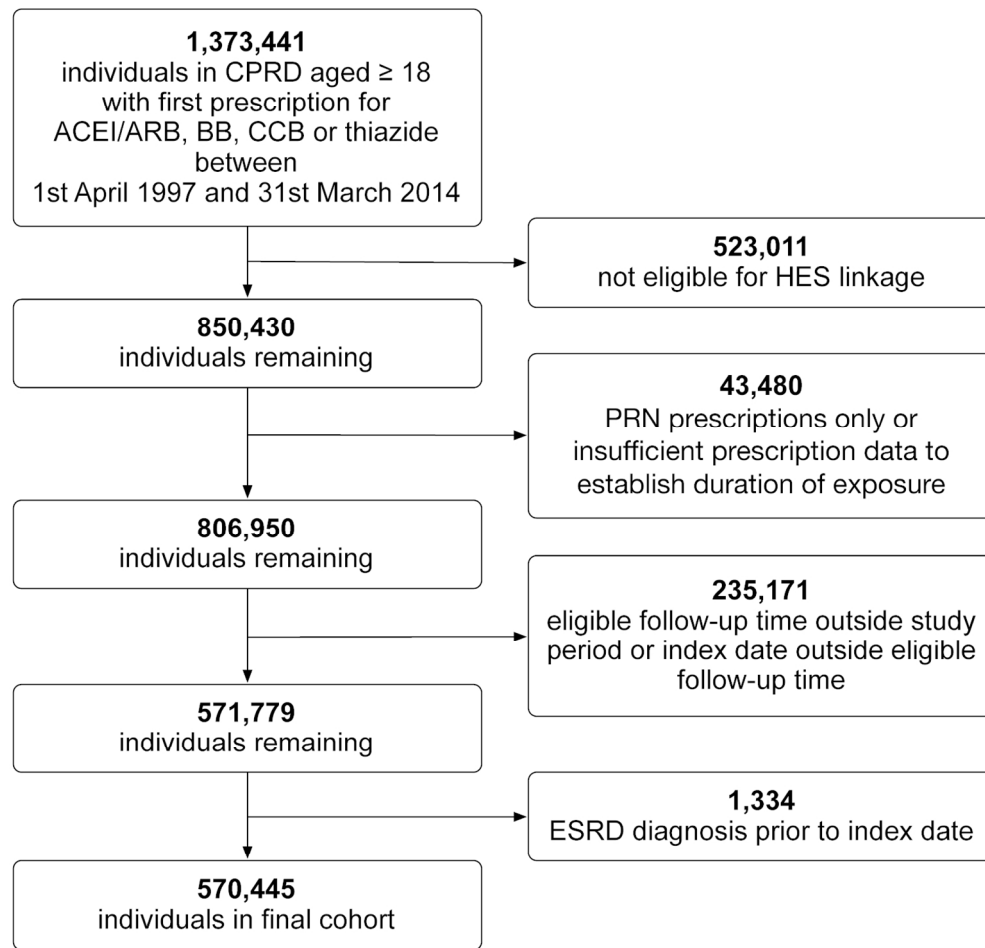 1,373,441
individuals in CPRD aged ≥ 18
with first prescription for
ACEI/ARB, BB, CCB or thiazide
between
1st April 1997 and 31st March 2014
523,011
not eligible for HES linkage
850,430
individuals remaining
43,480
PRN prescriptions only or
insufficient prescription data to
establish duration of exposure
806,950
individuals remaining
235,171
eligible follow-up time outside study
period or index date outside eligible
follow-up time
571,779
individuals remaining
1,334
ESRD diagnosis prior to index date
570,445
individuals in final cohort